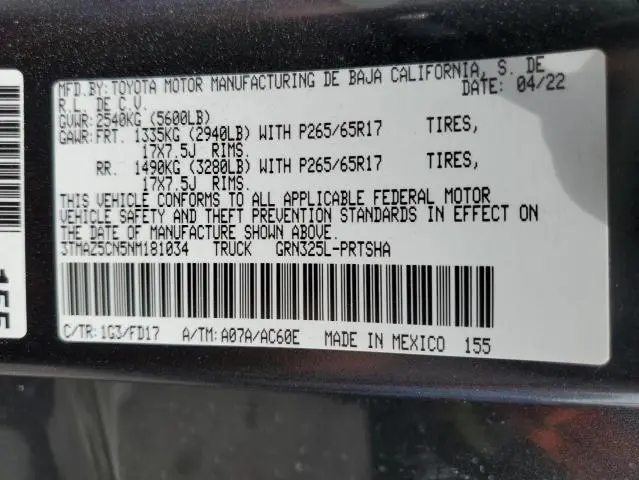 MFD.BY:TOYOTA MOTOR MANUFACTURING DE BAJA CALIFORNIA, S. DE
R.L. DE C.V. DATE: 04/22
GVWR:2540KG (5600LB)
GAWR:FRT. 1335KG (2940LB) WITH P265/65R17 TIRES,
17X7.5J RIMS.
RR. 1490KG (3280LB) WITH P265/65R17 TIRES,
17X7.5J RIMS.
THIS VEHICLE CONFORMS TO ALL APPLICABLE FEDERAL MOTOR
VEHICLE SAFETY AND THEFT PREVENTION STANDARDS IN EFFECT ON
THE DATE OF MANUFACTURE SHOWN ABOVE.
3TMAZ5CN5NM181034 TRUCK GRN325L-PRTSHA
C/TR:1G3/FD17 A/TM:A07A/AC60E MADE IN MEXICO 155
155